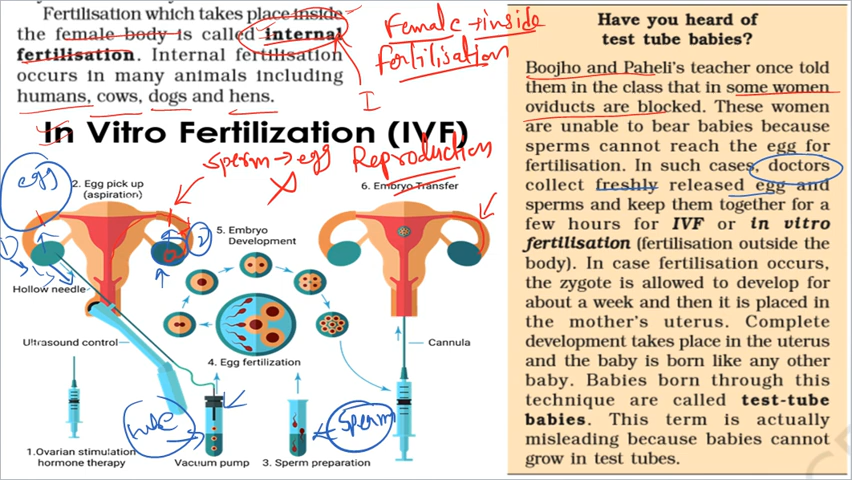 Fertilisation which takes place inside
the female body is called internal
fertilisation. Internal fertilisation
occurs in many animals including
humans, cows, dogs and hens.
Female → inside
fertilisation
I
In Vitro Fertilization (IVF)
sperm → egg
Reproduction
egg
2. Egg pick up
(aspiration)
6. Embryo Transfer
1
2
5. Embryo
Development
Hollow needle
Ultrasound control
4. Egg fertilization
Cannula
tube
Sperm
1.Ovarian stimulation
hormone therapy
Vacuum pump
3. Sperm preparation
Have you heard of
test tube babies?
Boojho and Paheli's teacher once told
them in the class that in some women
oviducts are blocked. These women
are unable to bear babies because
sperms cannot reach the egg for
fertilisation. In such cases, doctors
collect freshly released egg and
sperms and keep them together for a
few hours for IVF or in vitro
fertilisation (fertilisation outside the
body). In case fertilisation occurs,
the zygote is allowed to develop for
about a week and then it is placed in
the mother's uterus. Complete
development takes place in the uterus
and the baby is born like any other
baby. Babies born through this
technique are called test-tube
babies. This term is actually
misleading because babies cannot
grow in test tubes.